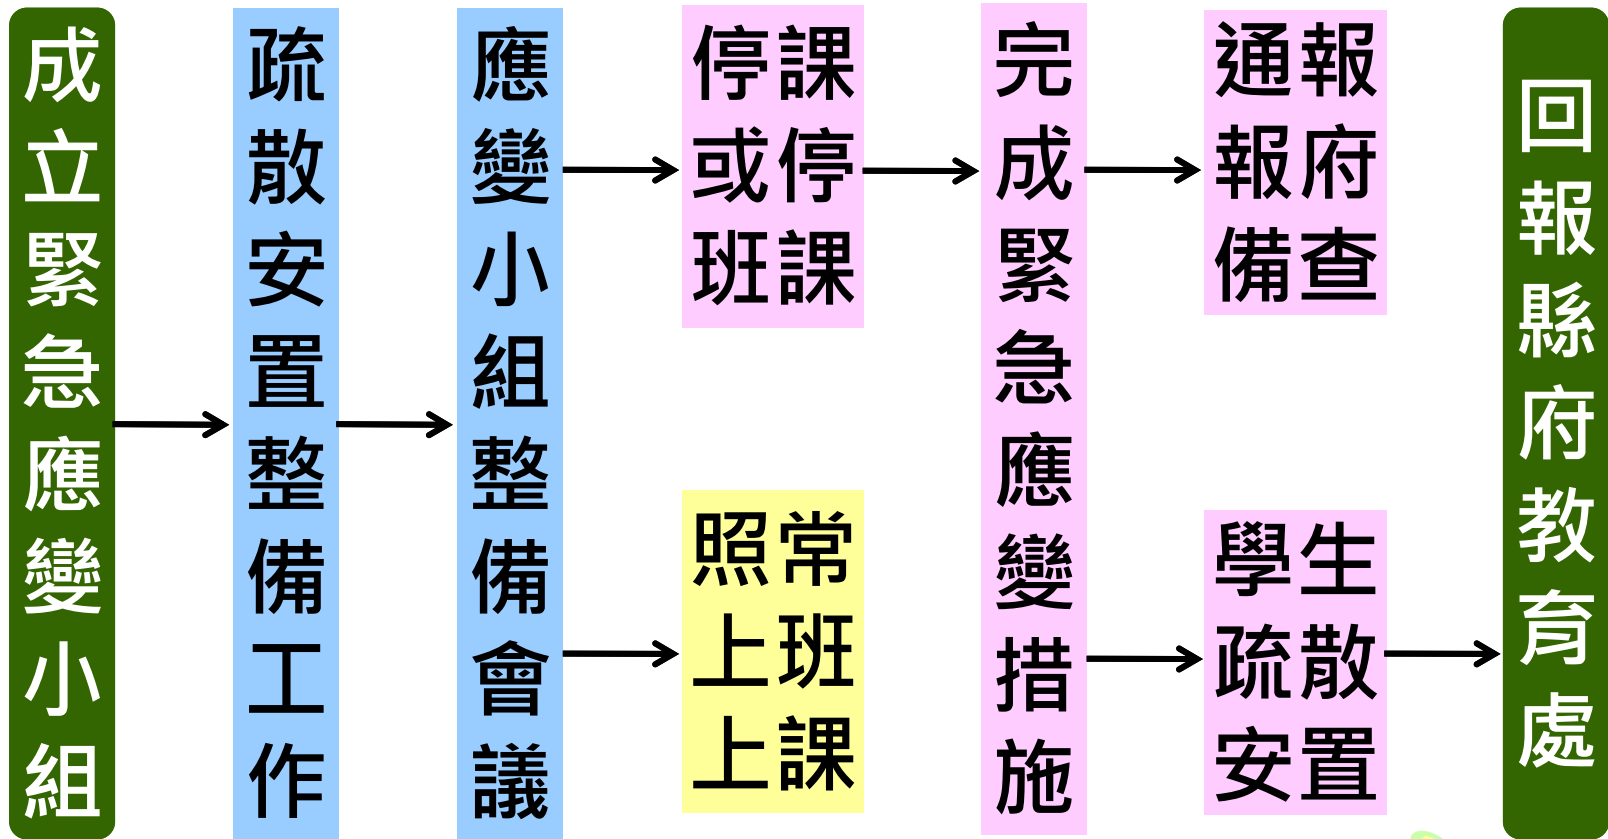 成立緊急應變小組
疏散安置整備工作
應變小組整備會議
停課
或停
班課
照常
上班
上課
完成緊急應變措施
通報
報府
備查
學生
疏散
安置
回報縣府教育處